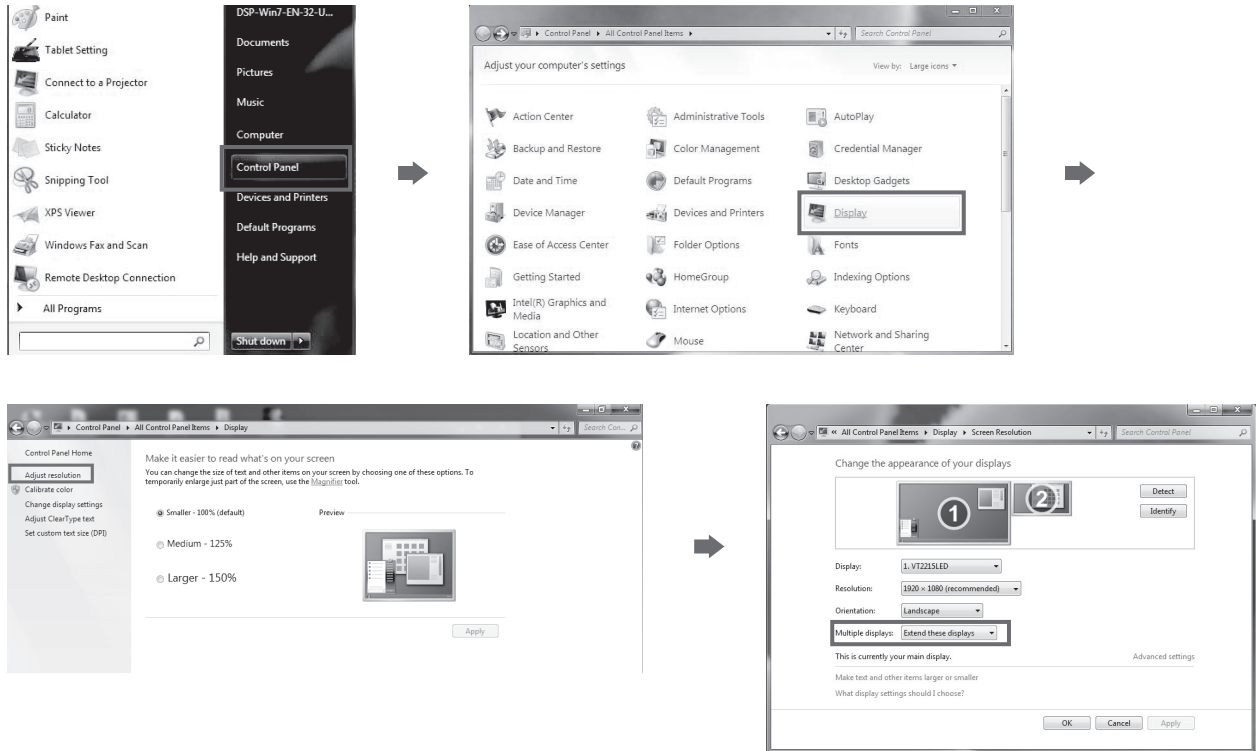 Paint
Tablet Setting
Connect to a Projector
Calculator
Sticky Notes
Snipping Tool
XPS Viewer
Windows Fax and Scan
Remote Desktop Connection
All Programs
DSP-Win7-EN-32-U...
Documents
Pictures
Music
Computer
Control Panel
Devices and Printers
Default Programs
Help and Support
Shut down
Control Panel All Control Panel Items Search Control Panel
Adjust your computer's settings View by: Large icons
Action Center Administrative Tools AutoPlay
Backup and Restore Color Management Credential Manager
Date and Time Default Programs Desktop Gadgets
Device Manager Devices and Printers Display
Ease of Access Center Folder Options Fonts
Getting Started HomeGroup Indexing Options
Intel(R) Graphics and
Media Internet Options Keyboard
Location and Other
Sensors Mouse Network and Sharing
Center
Control Panel All Control Panel Items Display Search Con...
Control Panel Home
Adjust resolution
Calibrate color
Change display settings
Adjust ClearType text
Set custom text size (DPI)
Make it easier to read what's on your screen
You can change the size of text and other items on your screen by choosing one of these options. To
temporarily enlarge just part of the screen, use the Magnifier tool.
Smaller - 100% (default) Preview
Medium - 125%
Larger - 150%
Apply
« All Control Panel Items Display Screen Resolution Search Control Panel
Change the appearance of your displays
1 2
Detect
Identify
Display: 1. VT2215LED
Resolution: 1920 × 1080 (recommended)
Orientation: Landscape
Multiple displays: Extend these displays
This is currently your main display. Advanced settings
Make text and other items larger or smaller
What display settings should I choose?
OK Cancel Apply